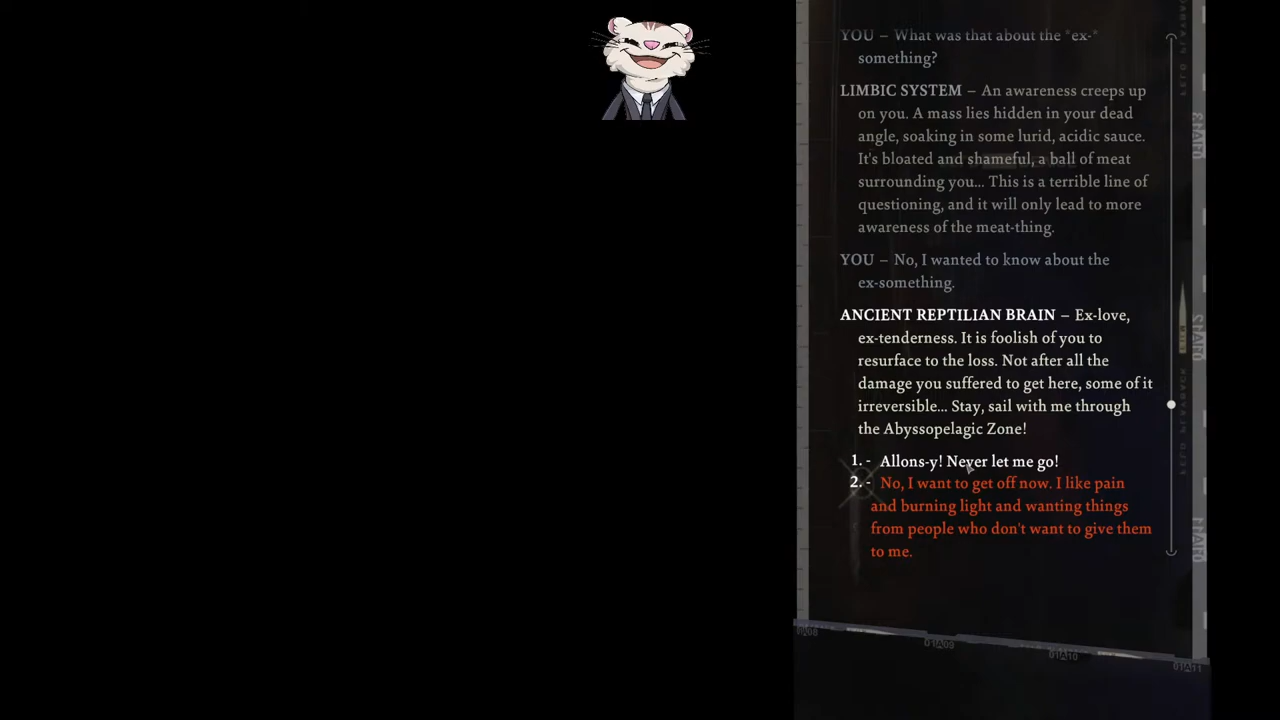 YOU – What was that about the *ex-*
something?
LIMBIC SYSTEM – An awareness creeps up
on you. A mass lies hidden in your dead
angle, soaking in some lurid, acidic sauce.
It's bloated and shameful, a ball of meat
surrounding you... This is a terrible line of
questioning, and it will only lead to more
awareness of the meat-thing.
YOU – No, I wanted to know about the
ex-something.
ANCIENT REPTILIAN BRAIN – Ex-love,
ex-tenderness. It is foolish of you to
resurface to the loss. Not after all the
damage you suffered to get here, some of it
irreversible... Stay, sail with me through
the Abyssopelagic Zone!
1. - Allons-y! Never let me go!
2. - No, I want to get off now. I like pain
and burning light and wanting things
from people who don't want to give them
to me.
01A09
01A10
01A11